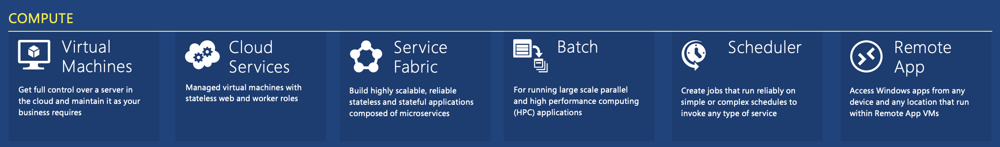 COMPUTE
Virtual
Machines
Get full control over a server in
the cloud and maintain it as your
business requires
Cloud
Services
Managed virtual machines with
stateless web and worker roles
Service
Fabric
Build highly scalable, reliable
stateless and stateful applications
composed of microservices
Batch
For running large scale parallel
and high performance computing
(HPC) applications
Scheduler
Create jobs that run reliably on
simple or complex schedules to
invoke any type of service
Remote
App
Access Windows apps from any
device and any location that run
within Remote App VMs